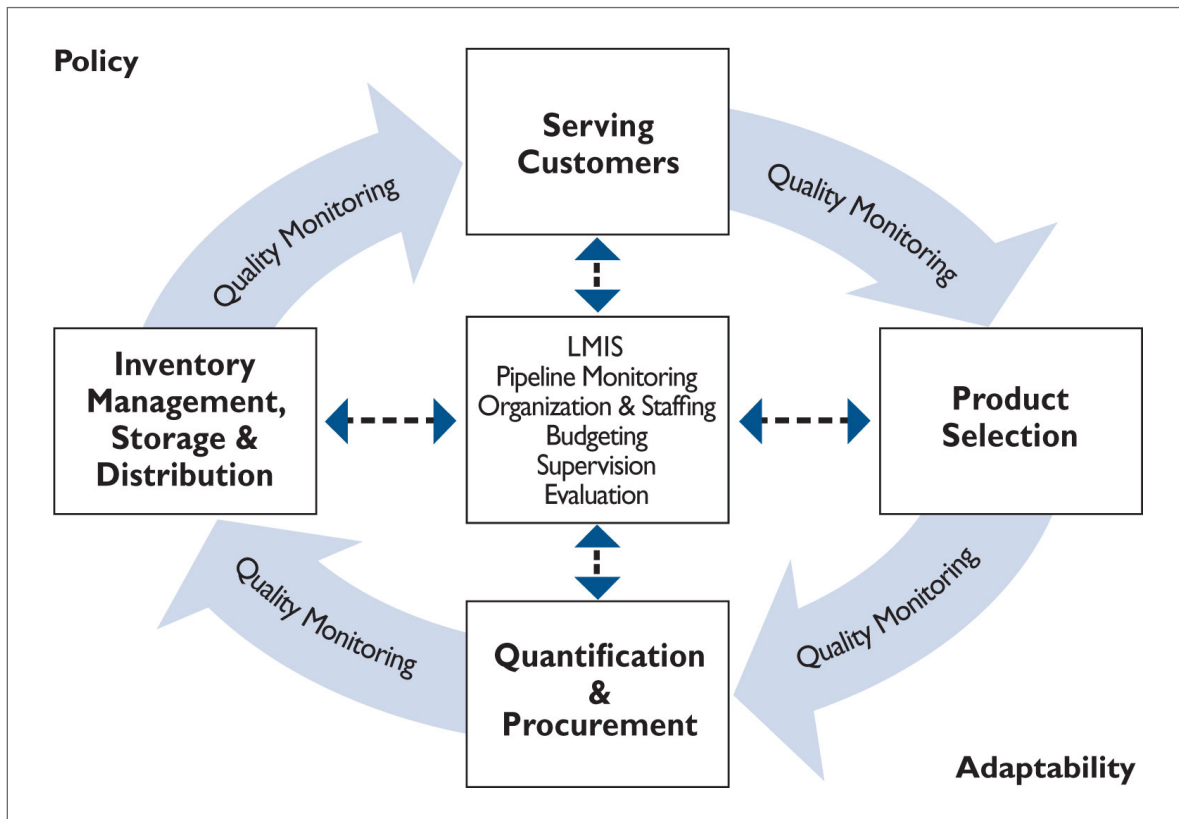 Policy
Serving
Customers
Quality Monitoring
Quality Monitoring
Inventory
Management,
Storage &
Distribution
LMIS
Pipeline Monitoring
Organization & Staffing
Budgeting
Supervision
Evaluation
Product
Selection
Quality Monitoring
Quality Monitoring
Quantification
&
Procurement
Adaptability